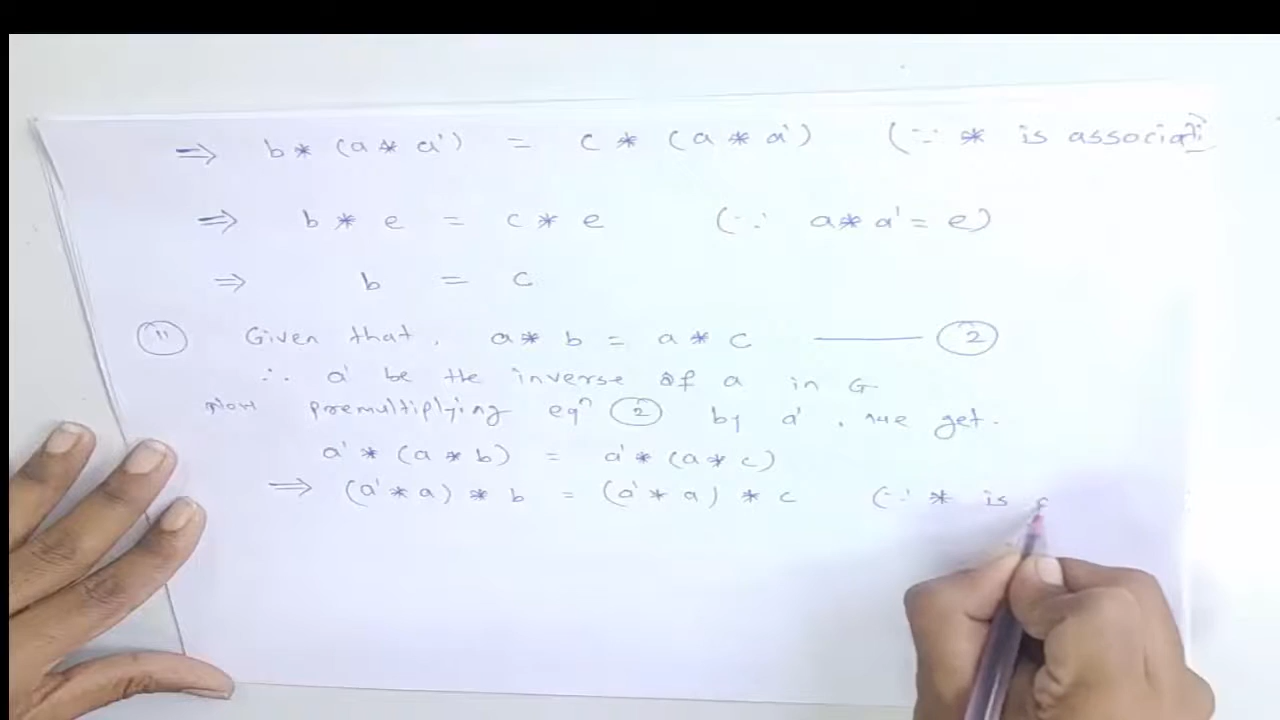 ⇒ b * (a * a') = c * (a * a') (∵ * is associati
⇒ b * e = c * e (∵ a * a' = e)
⇒ b = c
(ii) Given that, a * b = a * c —— (2)
∴ a' be the inverse of a in G
now premultiplying eqⁿ (2) by a', we get.
a' * (a * b) = a' * (a * c)
⇒ (a' * a) * b = (a' * a) * c (∵ * is